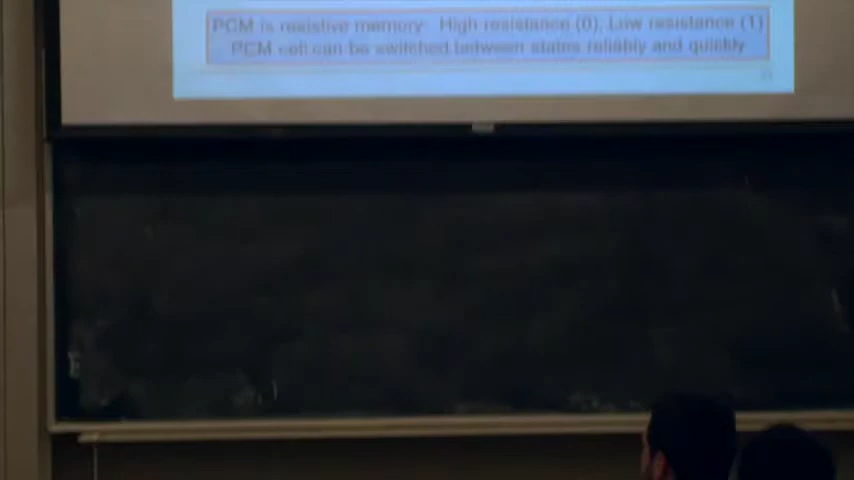 PCM is resistive memory: High resistance (0), Low resistance (1)
PCM cell can be switched between states reliably and quickly